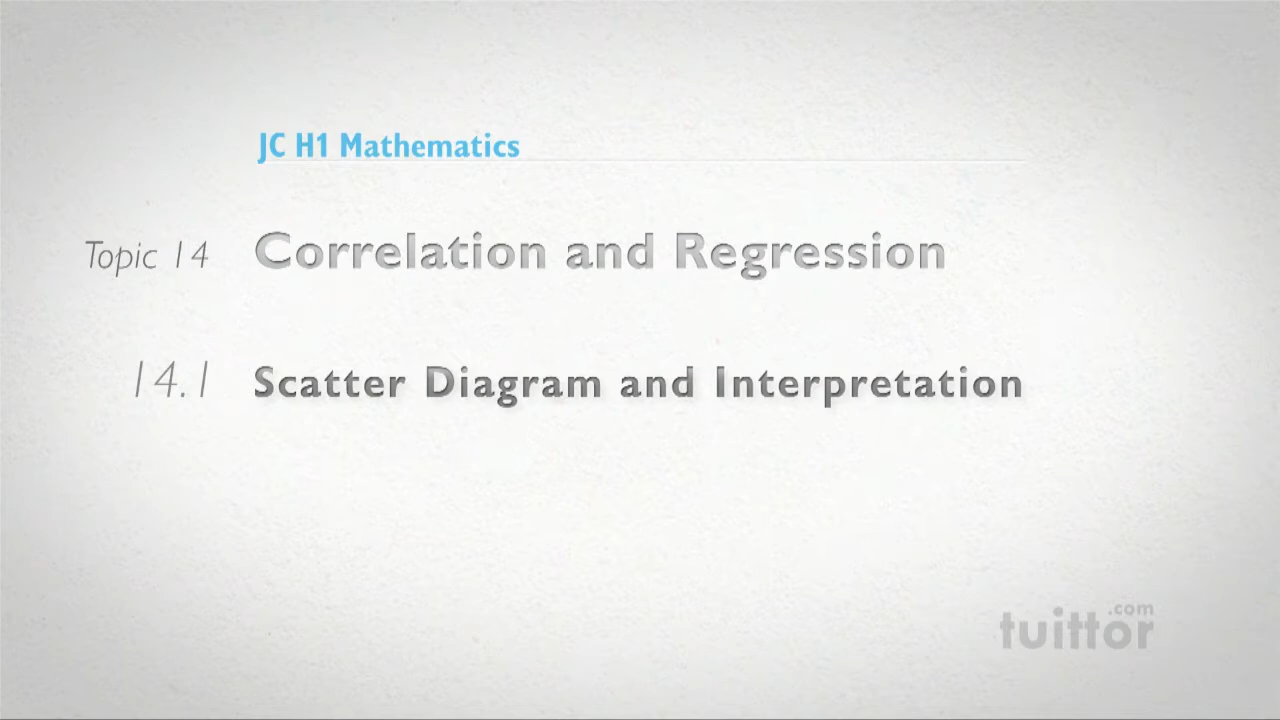 JC H1 Mathematics
Topic 14 Correlation and Regression
14.1 Scatter Diagram and Interpretation
tuittor.com